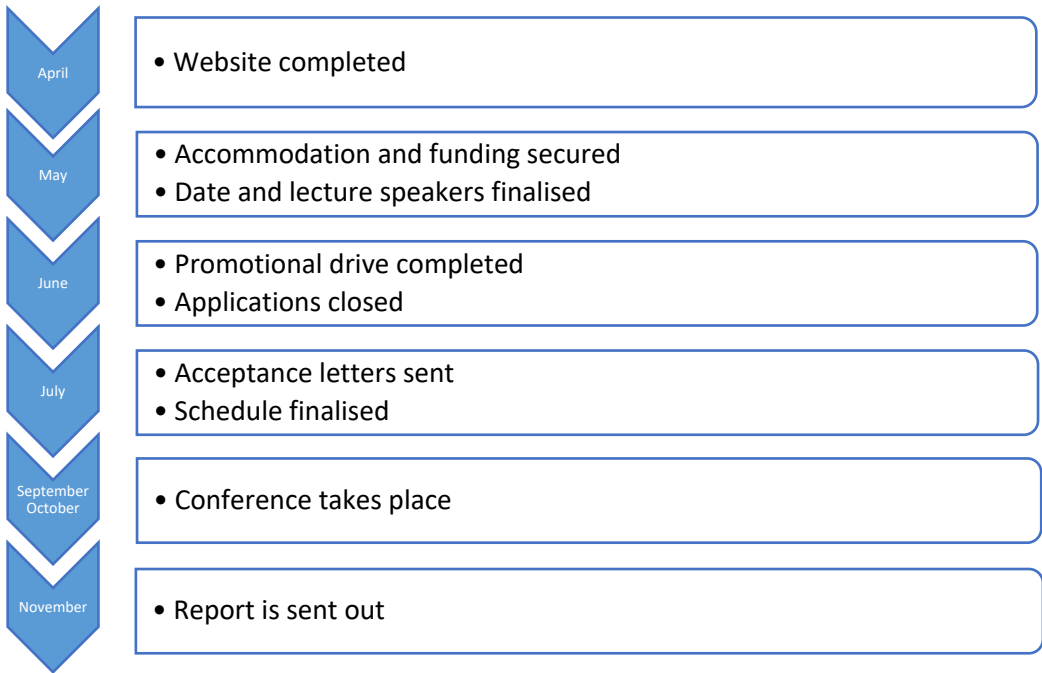 April
• Website completed
May
• Accommodation and funding secured
• Date and lecture speakers finalised
June
• Promotional drive completed
• Applications closed
July
• Acceptance letters sent
• Schedule finalised
September
October
• Conference takes place
November
• Report is sent out